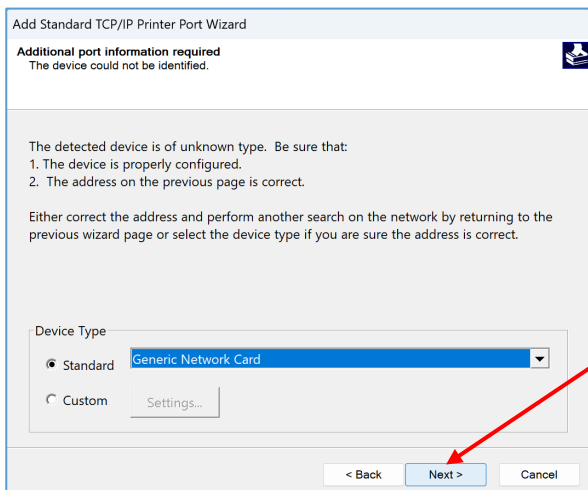 Add Standard TCP/IP Printer Port Wizard
Additional port information required
The device could not be identified.
The detected device is of unknown type. Be sure that:
1. The device is properly configured.
2. The address on the previous page is correct.
Either correct the address and perform another search on the network by returning to the
previous wizard page or select the device type if you are sure the address is correct.
Device Type
Standard Generic Network Card
Custom Settings...
< Back Next > Cancel